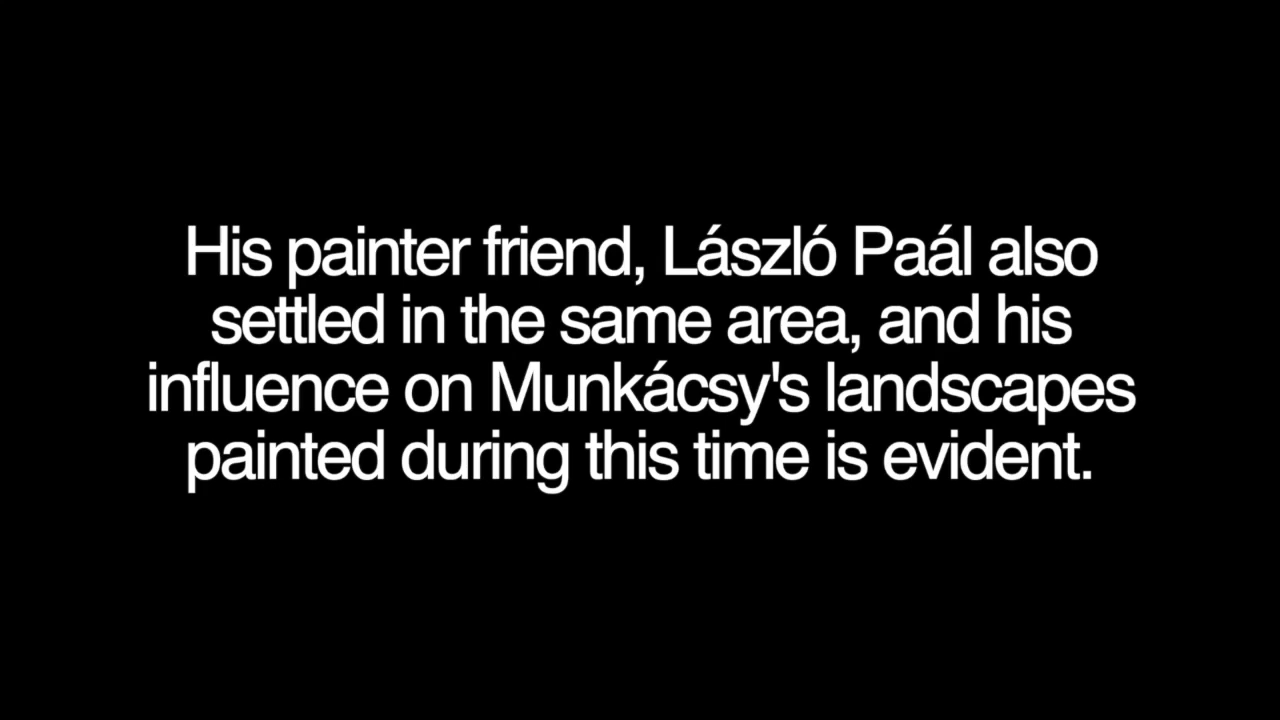 His painter friend, László Paál also
settled in the same area, and his
influence on Munkácsy's landscapes
painted during this time is evident.